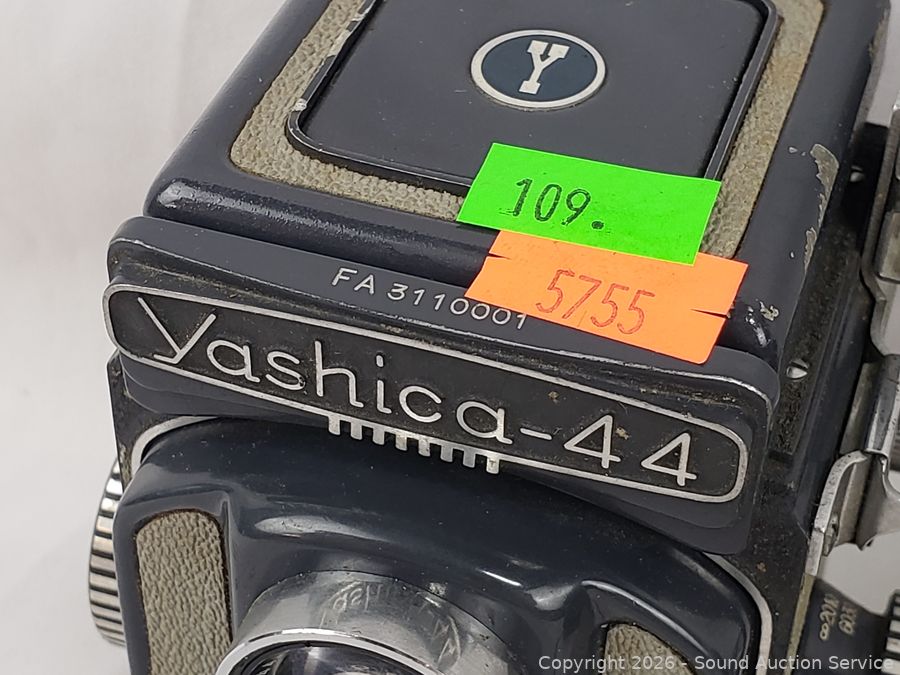 Y
109.
5755
FA 3110001
Yashica-44
Copyright 2026 - Sound Auction Service